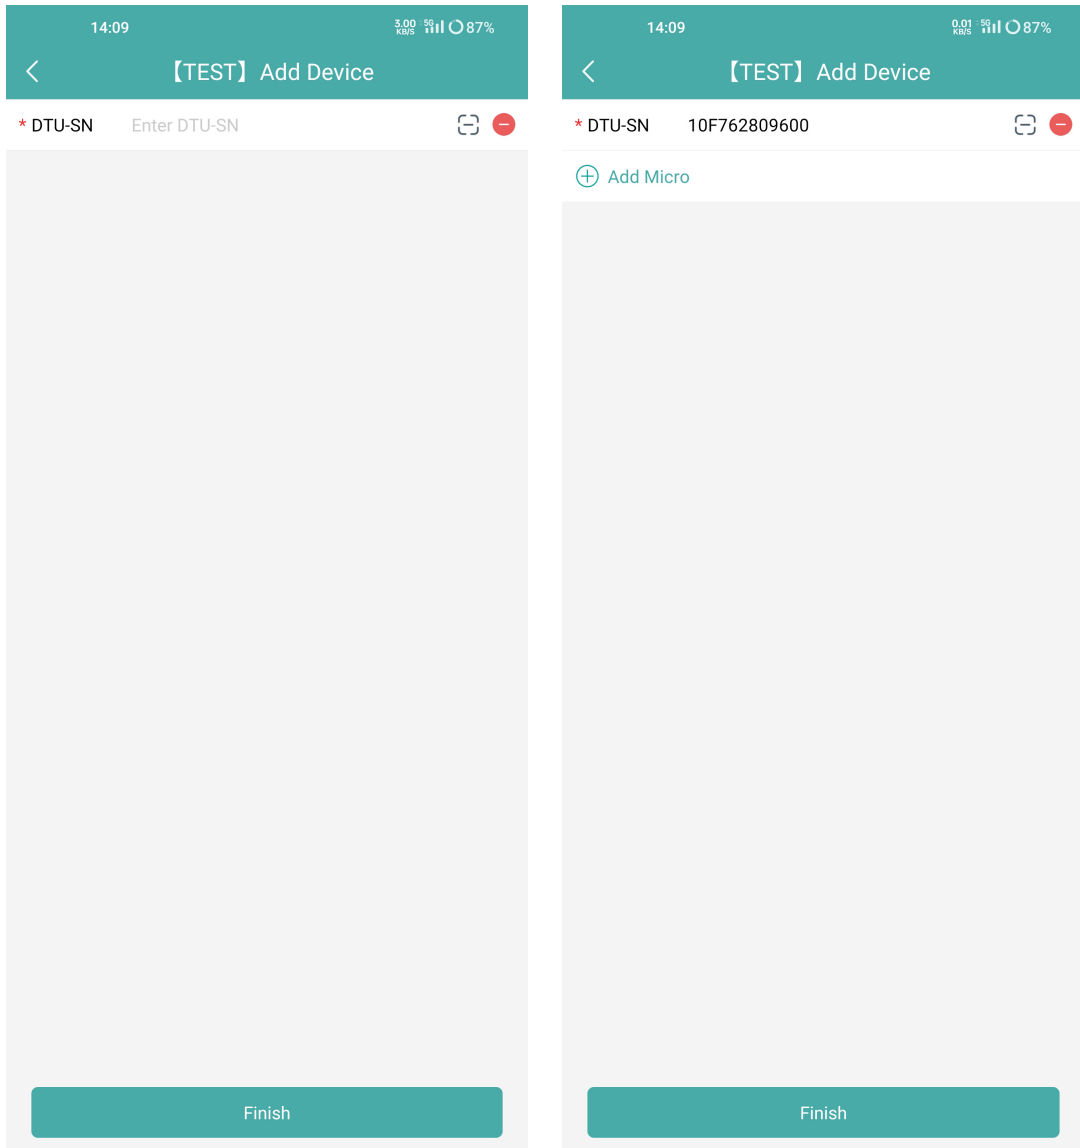 14:09
3.00 KB/S 5G 87%
【TEST】Add Device
* DTU-SN Enter DTU-SN
Finish
14:09
0.01 KB/S 5G 87%
【TEST】Add Device
* DTU-SN 10F762809600
Add Micro
Finish